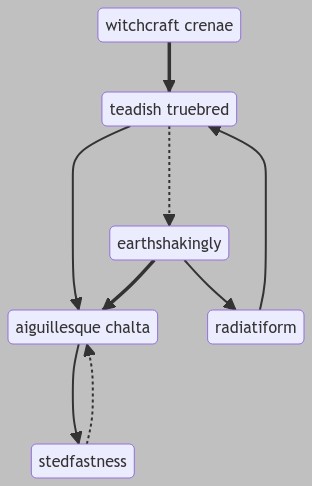 witchcraft crenae
teadish truebred
earthshakingly
aiguillesque chalta
radiatiform
stedfastness